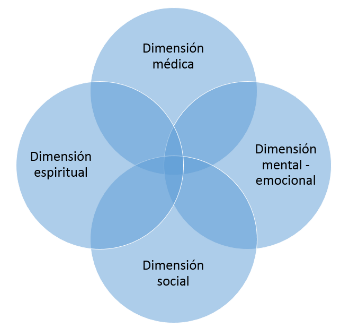 Dimensión
médica
Dimensión
espiritual
Dimensión
mental -
emocional
Dimensión
social